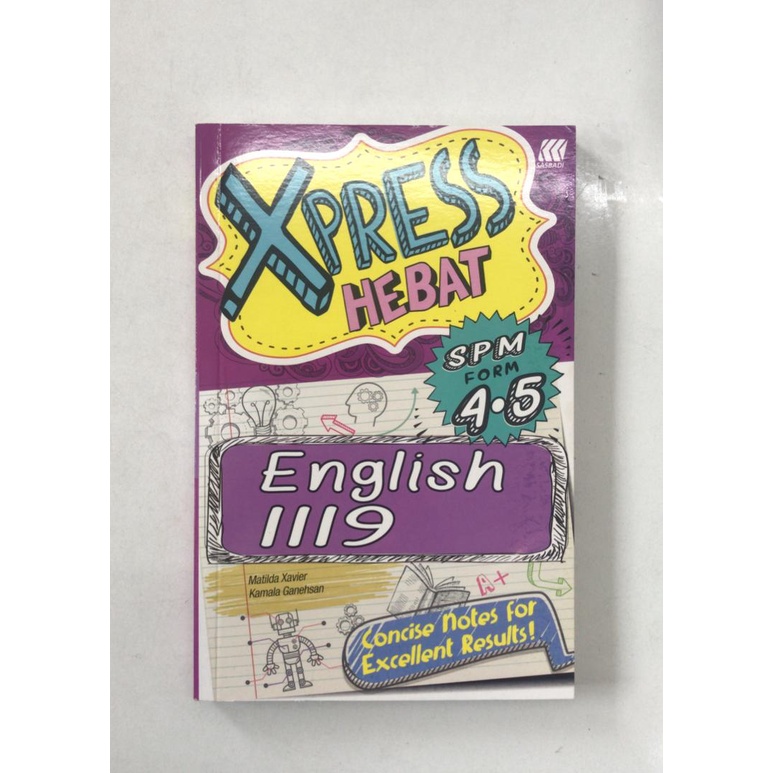 SASBADI
XPRESS
HEBAT
SPM
FORM
4•5
English
1119
Matilda Xavier
Kamala Ganehsan
A+
Concise Notes for
Excellent Results!